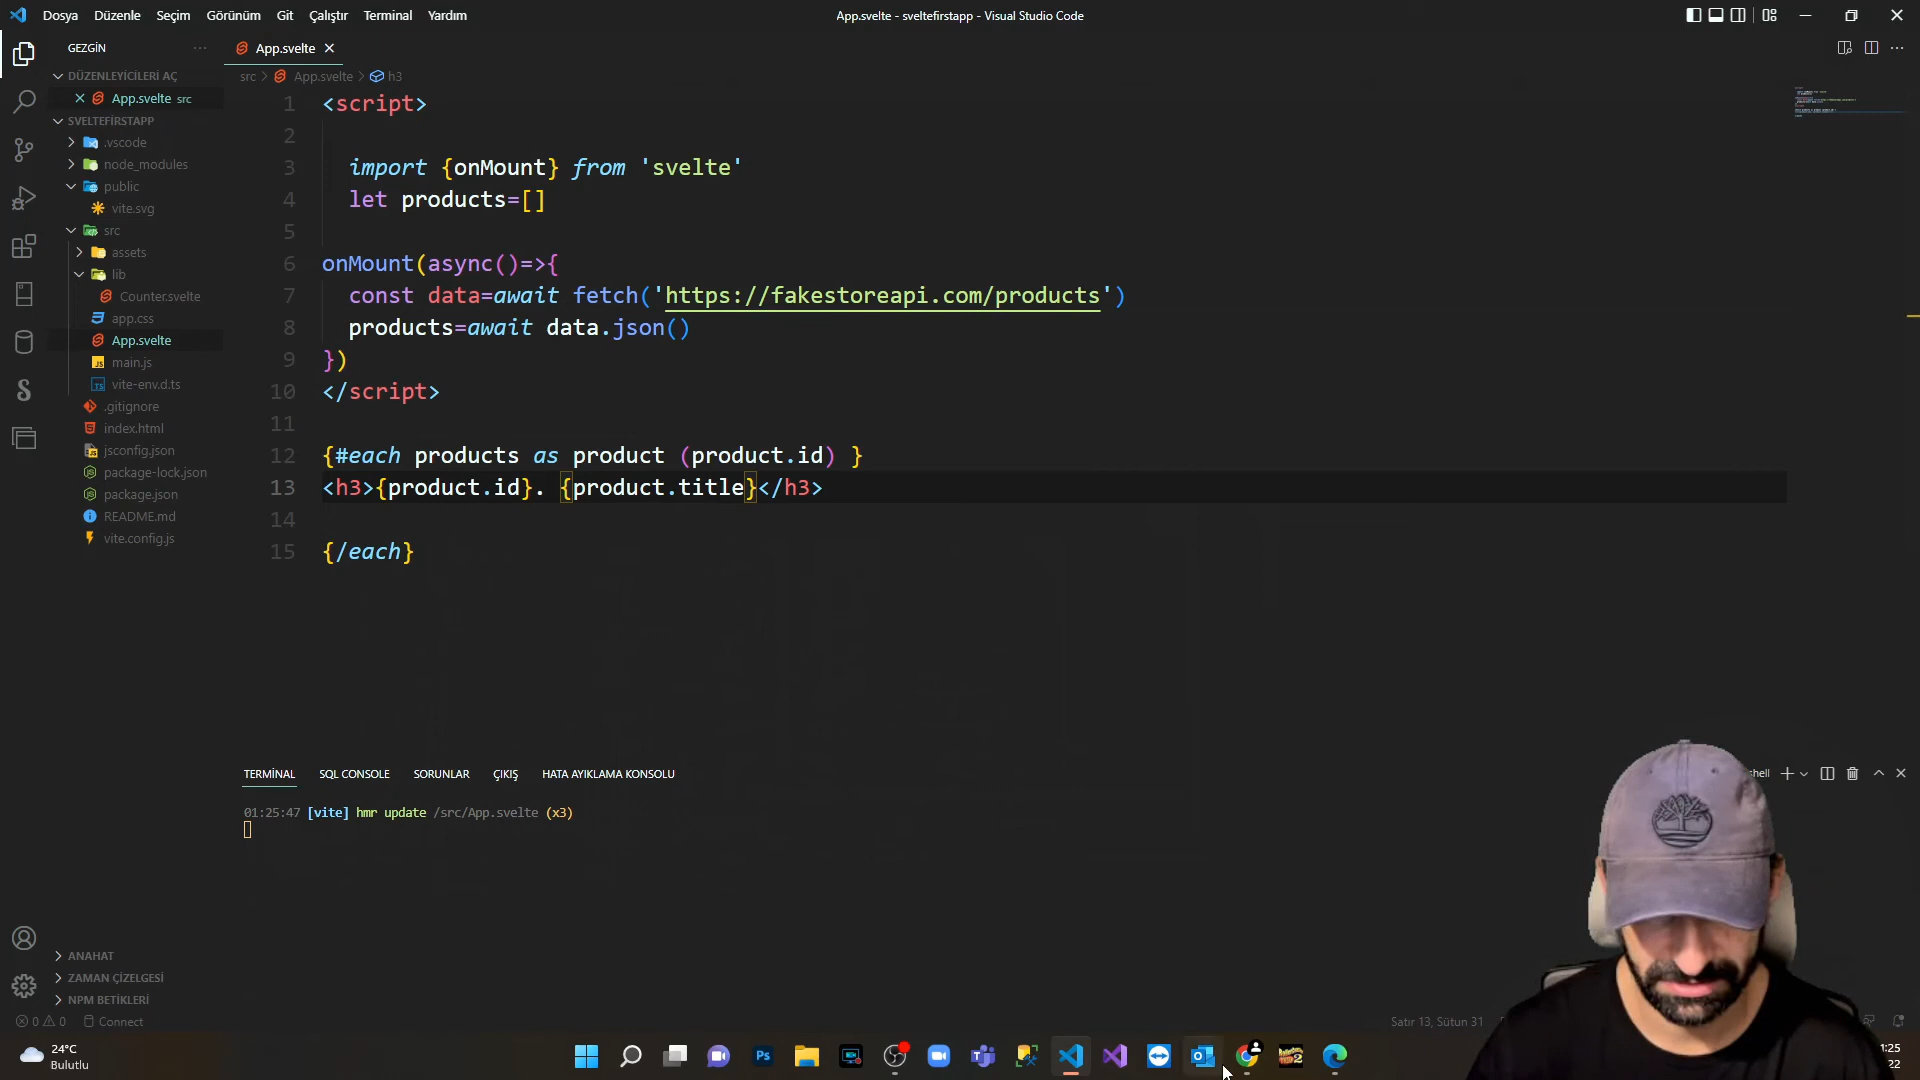 Dosya Düzenle Seçim Görünüm Git Çalıştır Terminal Yardım
App.svelte - sveltefirstapp - Visual Studio Code
GEZGİN
App.svelte
DÜZENLEYİCİLERİ AÇ
App.svelte src
SVELTEFİRSTAPP
.vscode
node_modules
public
vite.svg
src
assets
lib
Counter.svelte
app.css
App.svelte
main.js
vite-env.d.ts
.gitignore
index.html
jsconfig.json
package-lock.json
package.json
README.md
vite.config.js
src > App.svelte > h3
1 <script>
2
3 import {onMount} from 'svelte'
4 let products=[]
5
6 onMount(async()=>{
7 const data=await fetch('https://fakestoreapi.com/products')
8 products=await data.json()
9 })
10 </script>
11
12 {#each products as product (product.id) }
13 <h3>{product.id}. {product.title}</h3>
14
15 {/each}
TERMİNAL SQL CONSOLE SORUNLAR ÇIKIŞ HATA AYIKLAMA KONSOLU
hell
01:25:47 [vite] hmr update /src/App.svelte (x3)
ANAHAT
ZAMAN ÇİZELGESİ
NPM BETİKLERİ
0 0 Connect
Satır 13, Sütun 31
24°C
Bulutlu
Ps
1:25
22